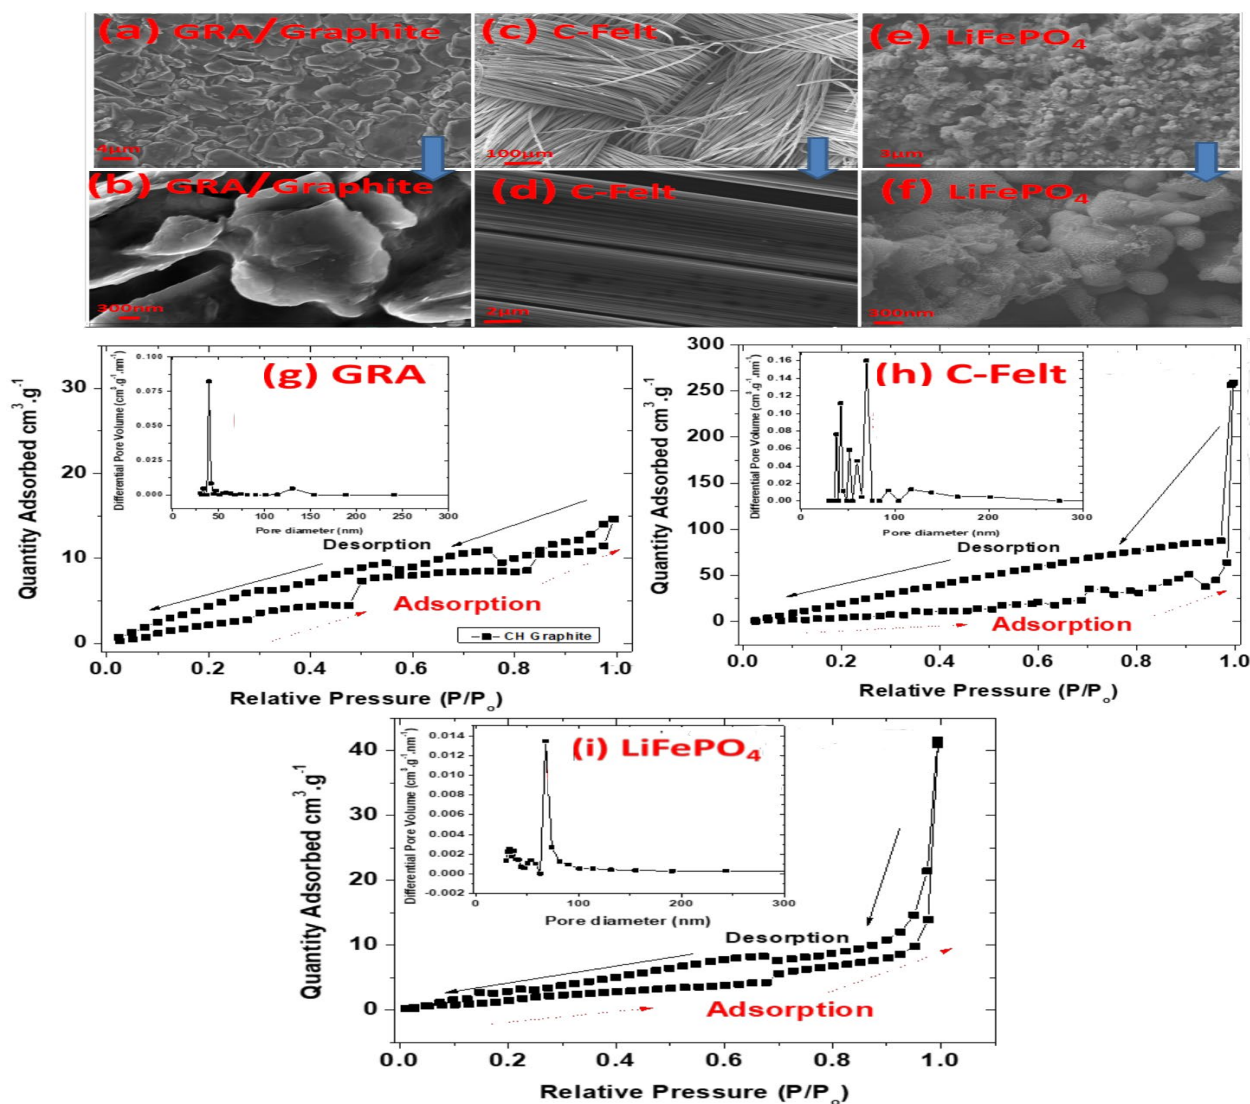 (a) GRA/Graphite
4µm
(c) C-Felt
100µm
(e) LiFePO4
3µm
(b) GRA/Graphite
300nm
(d) C-Felt
2µm
(f) LiFePO4
300nm
(g) GRA
Quantity Adsorbed cm3.g-1
30
20
10
0
0.0 0.2 0.4 0.6 0.8 1.0
Relative Pressure (P/Po)
Differential Pore Volume (cm3.g-1.nm-1)
0.100
0.075
0.050
0.025
0.000
0 50 100 150 200 250 300
Pore diameter (nm)
Desorption
Adsorption
CH Graphite
(h) C-Felt
Quantity Adsorbed cm3.g-1
300
250
200
150
100
50
0
0.0 0.2 0.4 0.6 0.8 1.0
Relative Pressure (P/Po)
Differential Pore Volume (cm3.g-1.nm-1)
0.16
0.14
0.12
0.10
0.08
0.06
0.04
0.02
0.00
0 100 200 300
Pore diameter (nm)
Desorption
Adsorption
(i) LiFePO4
Quantity Adsorbed cm3.g-1
40
30
20
10
0
0.0 0.2 0.4 0.6 0.8 1.0
Relative Pressure (P/Po)
Differential Pore Volume (cm3.g-1.nm-1)
0.014
0.012
0.010
0.008
0.006
0.004
0.002
0.000
-0.002
0 100 200 300
Pore diameter (nm)
Desorption
Adsorption